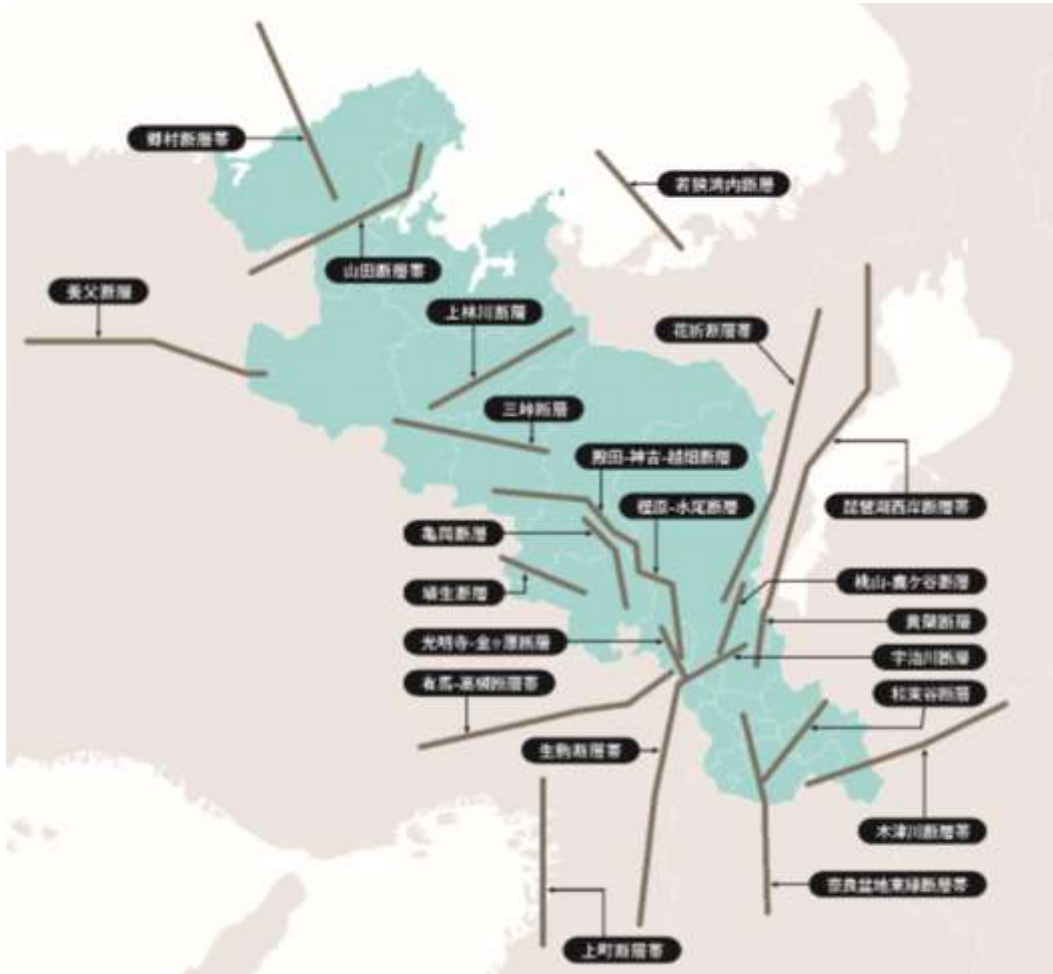 郷村断層帯
若狭湾内断層
山田断層帯
養父断層
上林川断層
花折断層帯
三峠断層
殿田-神吉-越畑断層
琵琶湖西岸断層帯
樫原-水尾断層
亀岡断層
埴生断層
桃山-鹿ケ谷断層
黄檗断層
光明寺-金ヶ原断層
宇治川断層
有馬-高槻断層帯
和束谷断層
生駒断層帯
木津川断層帯
奈良盆地東縁断層帯
上町断層帯